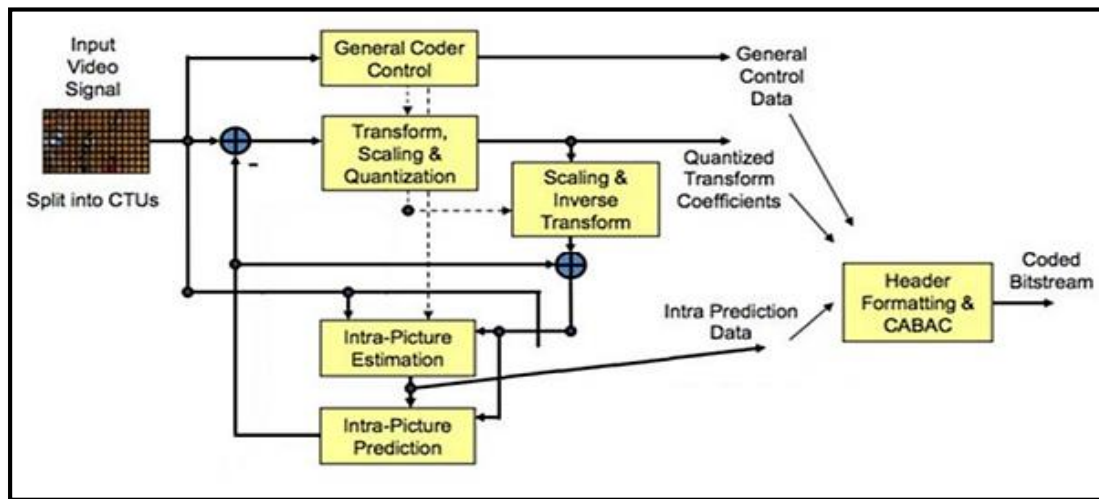 Input
Video
Signal
Split into CTUs
General Coder
Control
Transform,
Scaling &
Quantization
-
Scaling &
Inverse
Transform
Intra-Picture
Estimation
Intra-Picture
Prediction
General
Control
Data
Quantized
Transform
Coefficients
Intra Prediction
Data
Header
Formatting &
CABAC
Coded
Bitstream